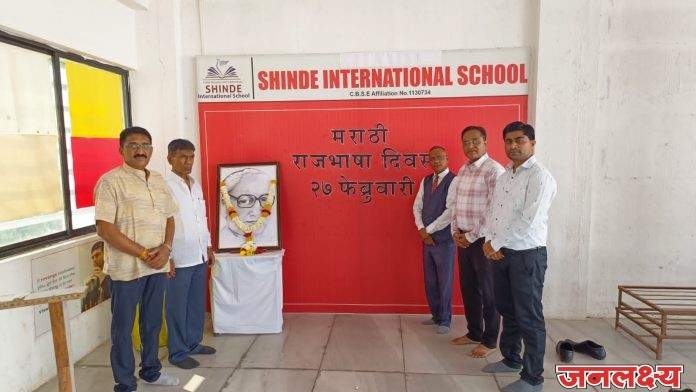 SHINDE
International School
SHINDE INTERNATIONAL SCHOOL
C.B.S.E Affiliation No.1130734
मराठी
राजभाषा दिवस
२७ फेब्रुवारी
जनलक्ष्य